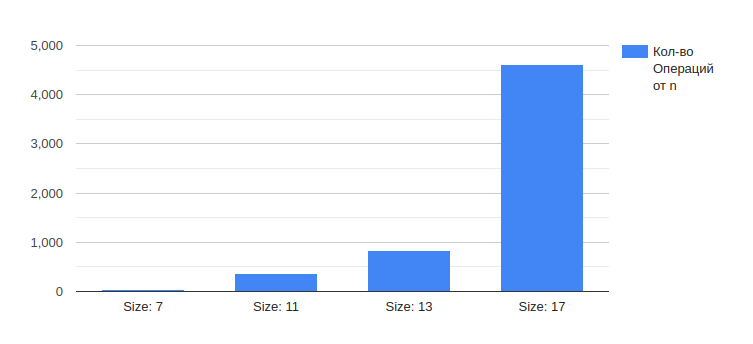 5,000
4,000
3,000
2,000
1,000
0
Size: 7
Size: 11
Size: 13
Size: 17
Кол-во
Операций
от n